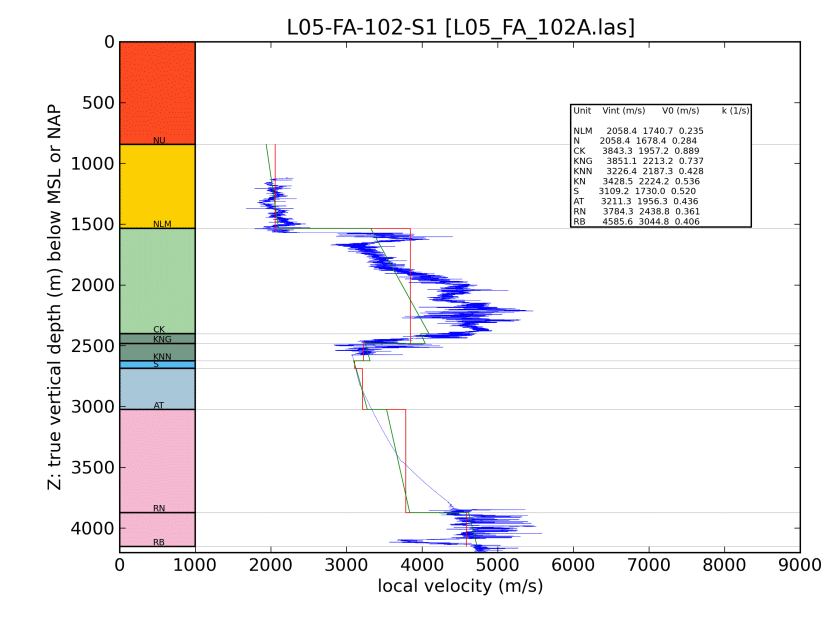 L05-FA-102-S1 [L05_FA_102A.las]
Z: true vertical depth (m) below MSL or NAP
0
500
1000
1500
2000
2500
3000
3500
4000
NU
NLM
CK
KNG
KNN
S
AT
RN
RB
Unit Vint (m/s) V0 (m/s) k (1/s)
NLM 2058.4 1740.7 0.235
N 2058.4 1678.4 0.284
CK 3843.3 1957.2 0.889
KNG 3851.1 2213.2 0.737
KNN 3226.4 2187.3 0.428
KN 3428.5 2224.2 0.536
S 3109.2 1730.0 0.520
AT 3211.3 1956.3 0.436
RN 3784.3 2438.8 0.361
RB 4585.6 3044.8 0.406
0 1000 2000 3000 4000 5000 6000 7000 8000 9000
local velocity (m/s)